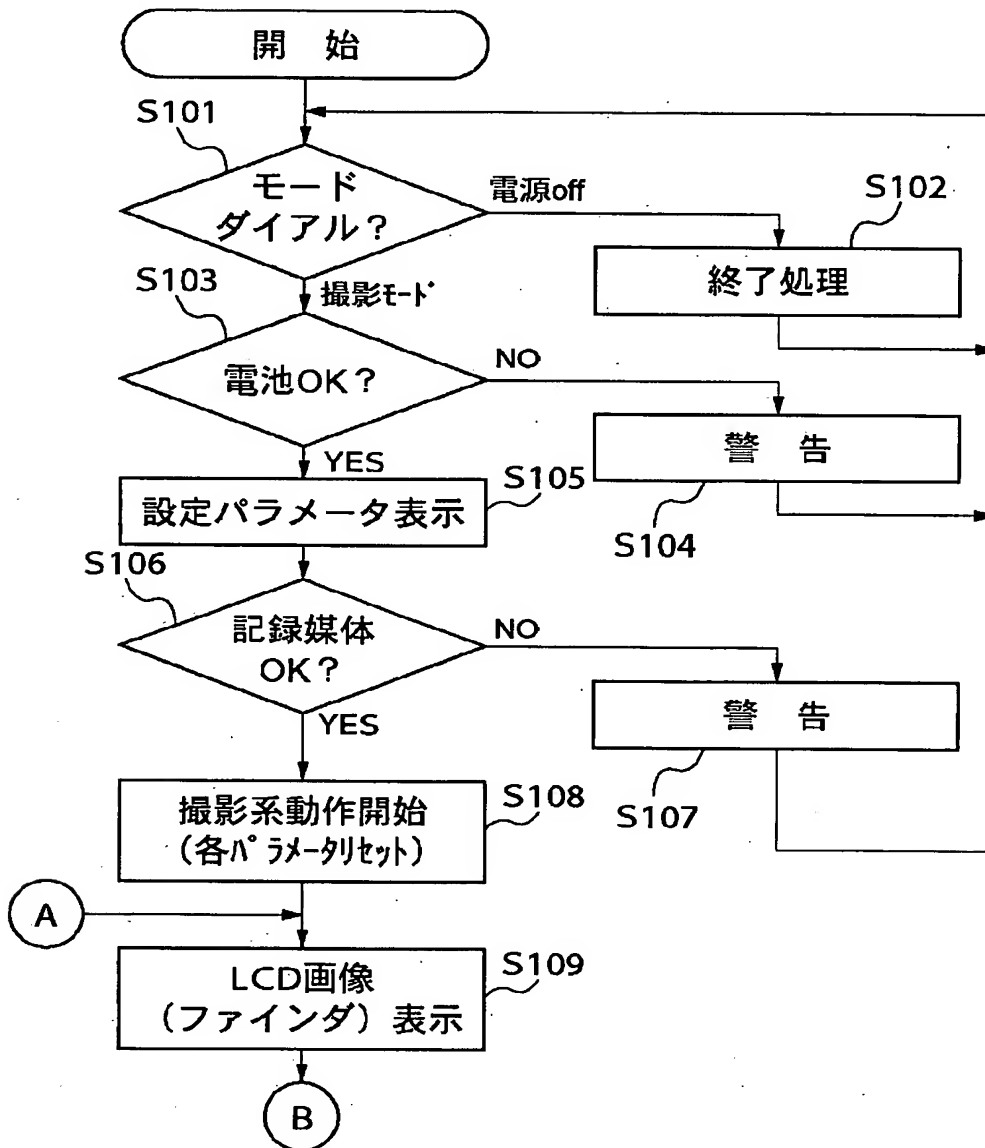 開 始
S101
モード
ダイアル?
電源off
S102
終了処理
撮影モード
S103
電池OK?
NO
警 告
S104
YES
設定パラメータ表示
S105
S106
記録媒体
OK?
NO
警 告
S107
YES
撮影系動作開始
(各パラメータリセット)
S108
A
LCD画像
(ファインダ)表示
S109
B